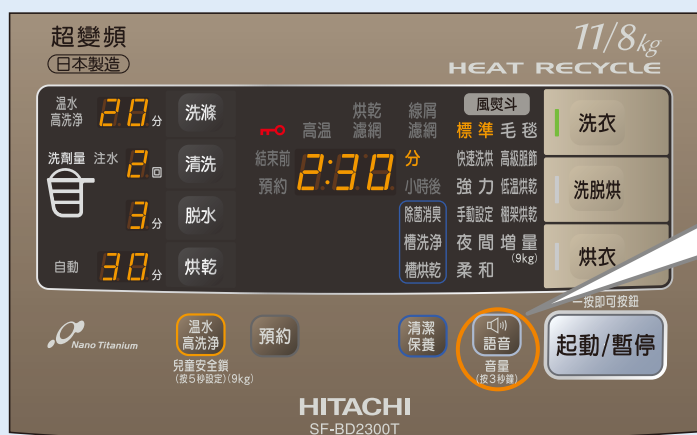 超變頻
日本製造
11/8kg
HEAT RECYCLE
溫水
高洗淨
20分
洗滌
高溫
烘乾
濾網
線屑
濾網
風熨斗
標準
毛毯
洗衣
洗劑量
注水
2回
清洗
結束前
預約
2:30
分
小時後
快速洗烘
高級服飾
強力
低温烘乾
洗脫烘
3分
脫水
除菌消臭
槽洗淨
槽烘乾
手動設定
棚架烘乾
夜間
增量
(9kg)
柔和
自動
30分
烘乾
烘衣
一按即可按鈕
Nano Titanium
溫水
高洗淨
兒童安全鎖
(按5秒設定)(9kg)
預約
清潔
保養
語音
音量
(按3秒鐘)
起動/暫停
HITACHI
SF-BD2300T